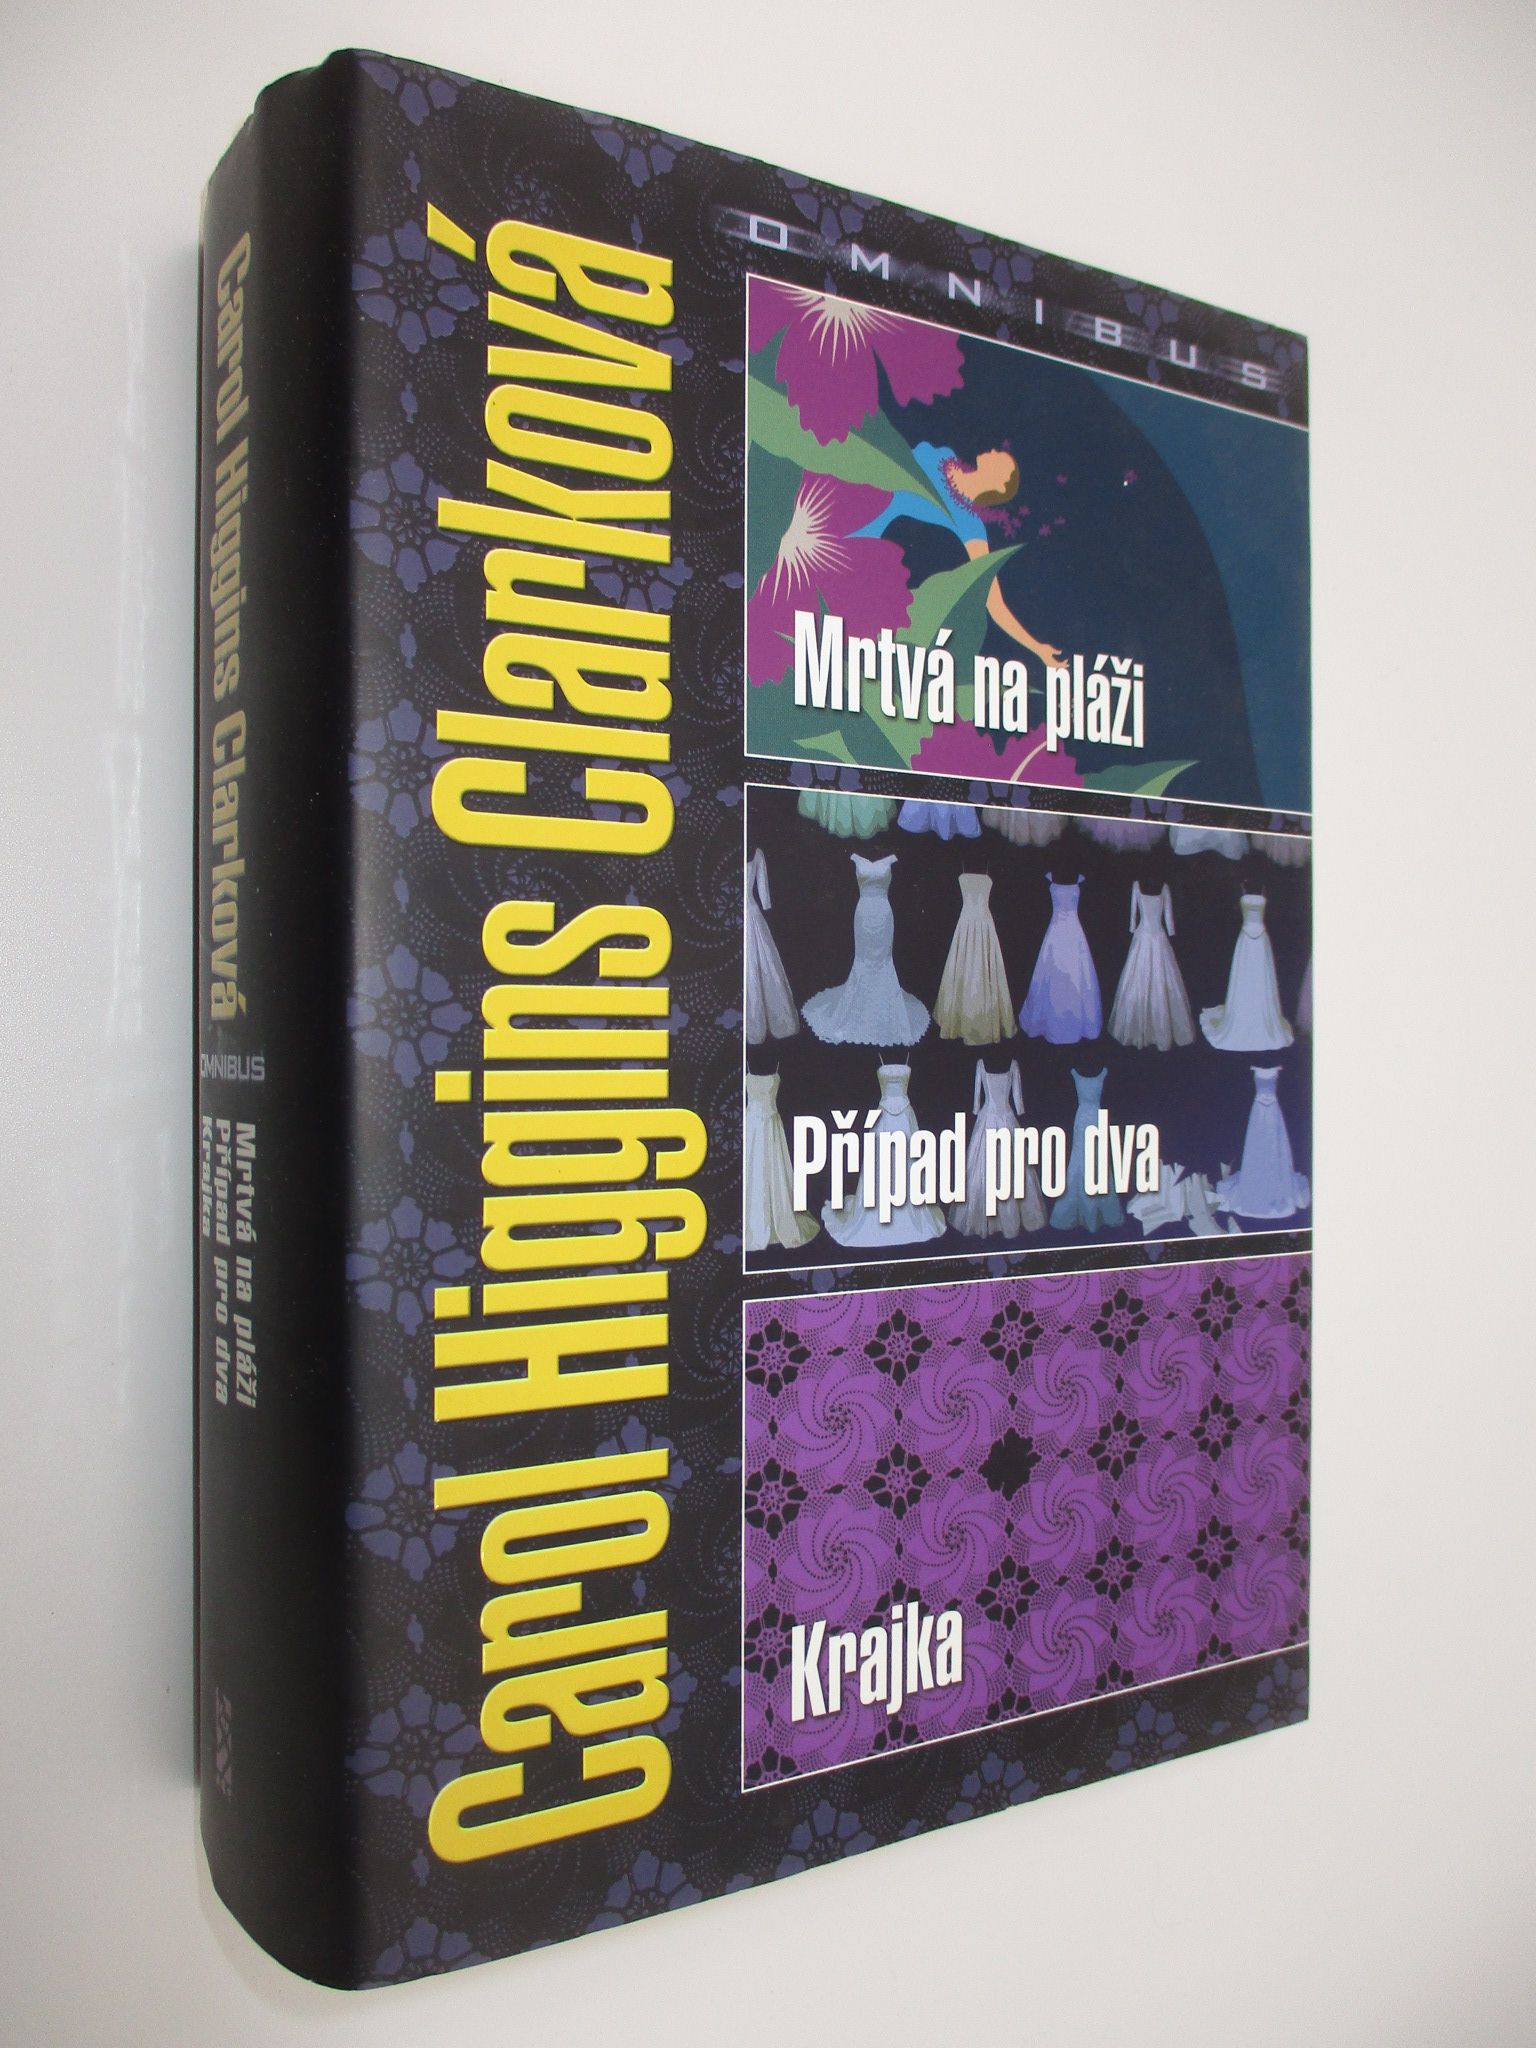 Carol Higgins Clarková
OMNIBUS
Mrtvá na pláži
Případ pro dva
Krajka
Carol Higgins Clarková
OMNIBUS
Mrtvá na pláži
Případ pro dva
Krajka